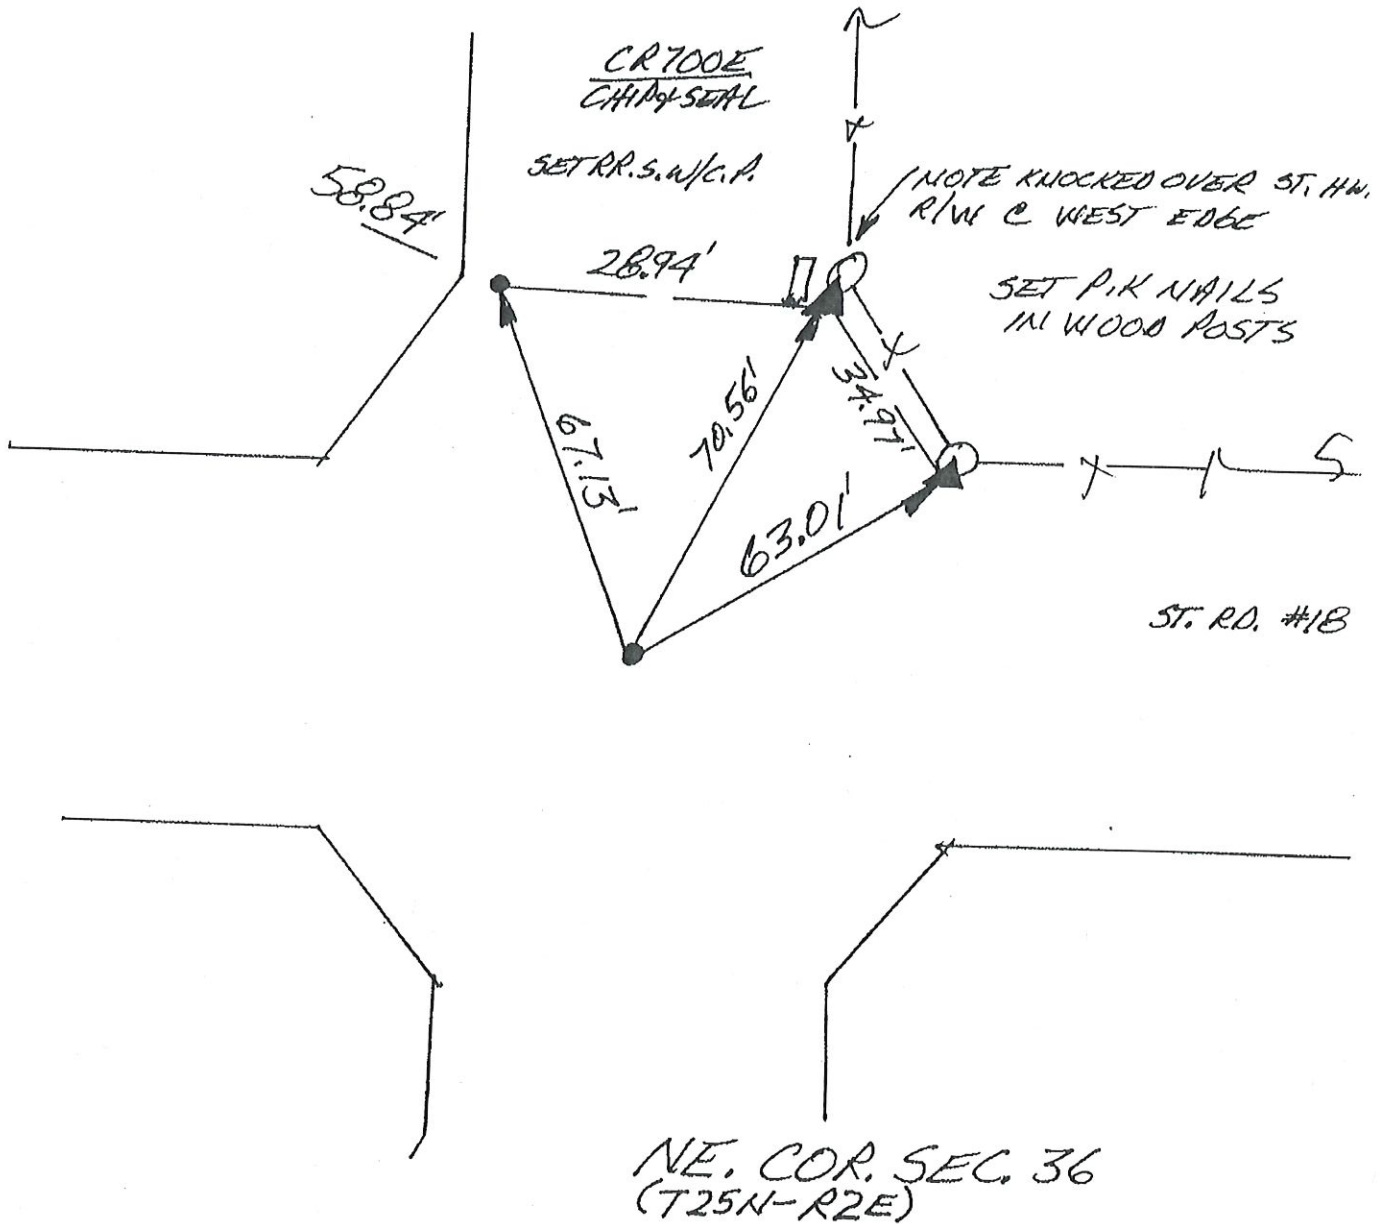 CR700E
CHIP & SEAL
SET RR.S. W/C.P.
58.84'
NOTE KNOCKED OVER ST. HW.
R/W @ WEST EDGE
28.94'
SET P.K NAILS
IN WOOD POSTS
34.97'
70.56'
67.13'
63.01'
ST. RD. #18
NE. COR. SEC. 36
(T25N-R2E)